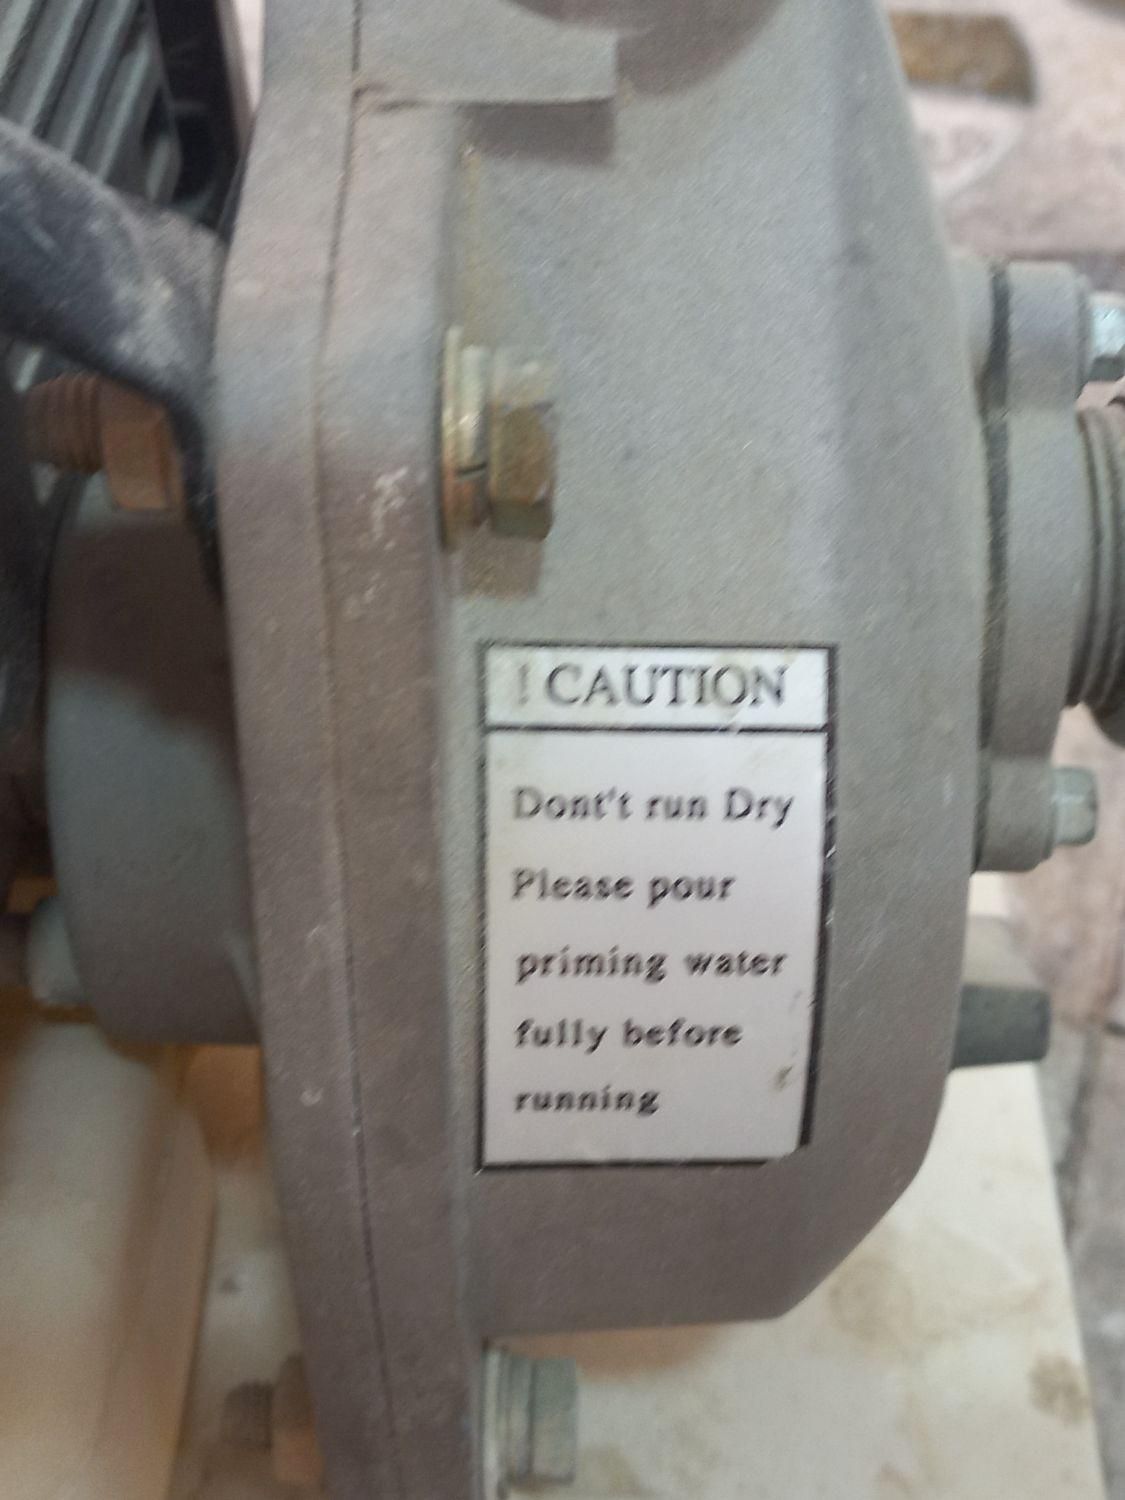 ! CAUTION
Dont't run Dry
Please pour
priming water
fully before
running